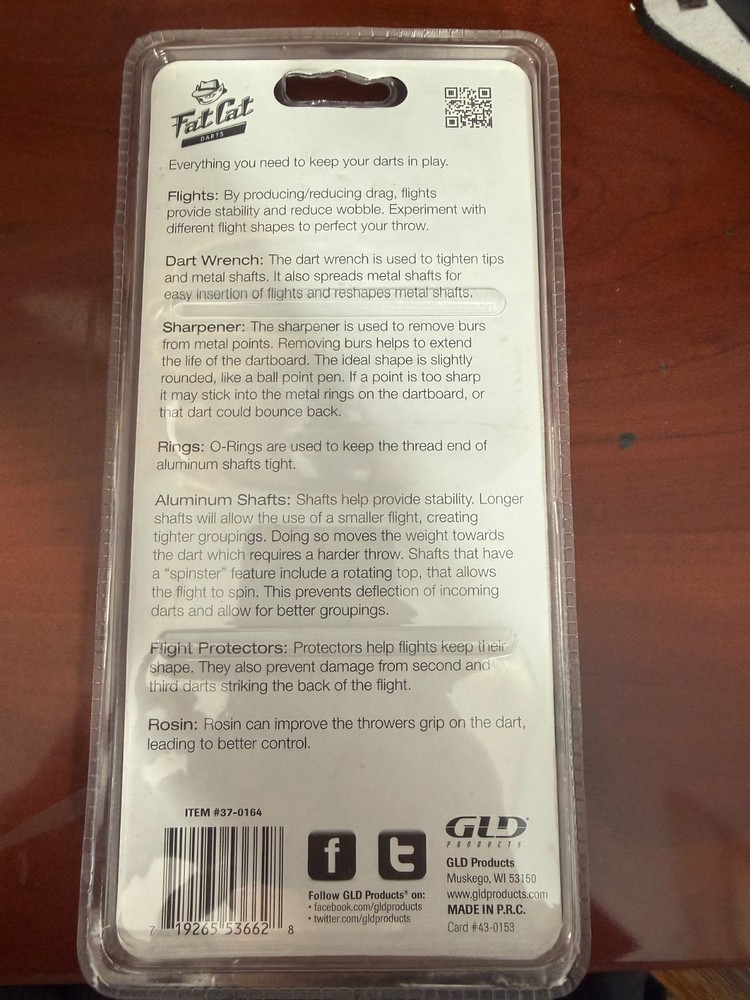 Fat Cat
DARTS
Everything you need to keep your darts in play.
Flights: By producing/reducing drag, flights
provide stability and reduce wobble. Experiment with
different flight shapes to perfect your throw.
Dart Wrench: The dart wrench is used to tighten tips
and metal shafts. It also spreads metal shafts for
easy insertion of flights and reshapes metal shafts.
Sharpener: The sharpener is used to remove burs
from metal points. Removing burs helps to extend
the life of the dartboard. The ideal shape is slightly
rounded, like a ball point pen. If a point is too sharp
it may stick into the metal rings on the dartboard, or
that dart could bounce back.
Rings: O-Rings are used to keep the thread end of
aluminum shafts tight.
Aluminum Shafts: Shafts help provide stability. Longer
shafts will allow the use of a smaller flight, creating
tighter groupings. Doing so moves the weight towards
the dart which requires a harder throw. Shafts that have
a “spinster” feature include a rotating top, that allows
the flight to spin. This prevents deflection of incoming
darts and allow for better groupings.
Flight Protectors: Protectors help flights keep their
shape. They also prevent damage from second and
third darts striking the back of the flight.
Rosin: Rosin can improve the throwers grip on the dart,
leading to better control.
ITEM #37-0164
7 19265 53662 8
f t
Follow GLD Products® on:
• facebook.com/gldproducts
• twitter.com/gldproducts
GLD®
PRODUCTS
GLD Products
Muskego, WI 53150
www.gldproducts.com
MADE IN P.R.C.
Card #43-0153